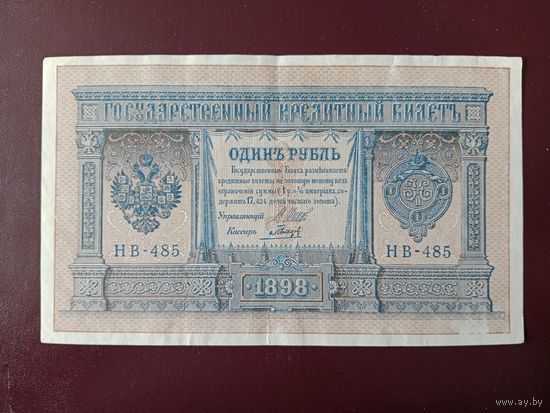 ГОСУДАРСТВЕННЫЙ КРЕДИТНЫЙ БИЛЕТЪ
ОДИНЪ РУБЛЬ
Государственный Банкъ размѣниваетъ
кредитные билеты на золотую монету безъ
ограниченія суммы (1 р.= 1/15 имперіала, со-
держитъ 17,424 долей чистаго золота).
Управляющій
Кассиръ
НВ-485
НВ-485
1898
www.ay.by